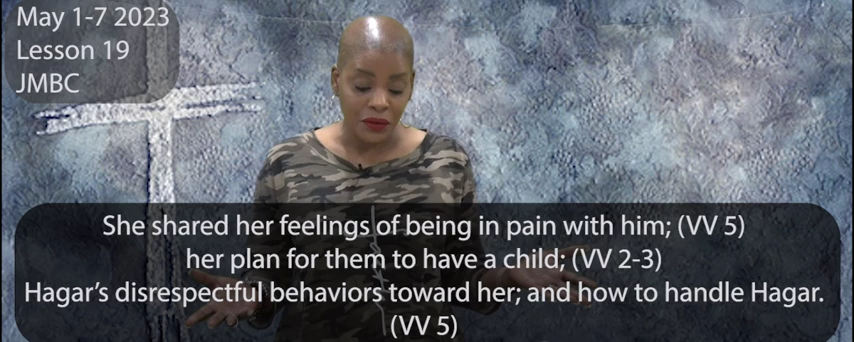 May 1-7 2023
Lesson 19
JMBC
She shared her feelings of being in pain with him; (VV 5)
her plan for them to have a child; (VV 2-3)
Hagar's disrespectful behaviors toward her; and how to handle Hagar.
(VV 5)